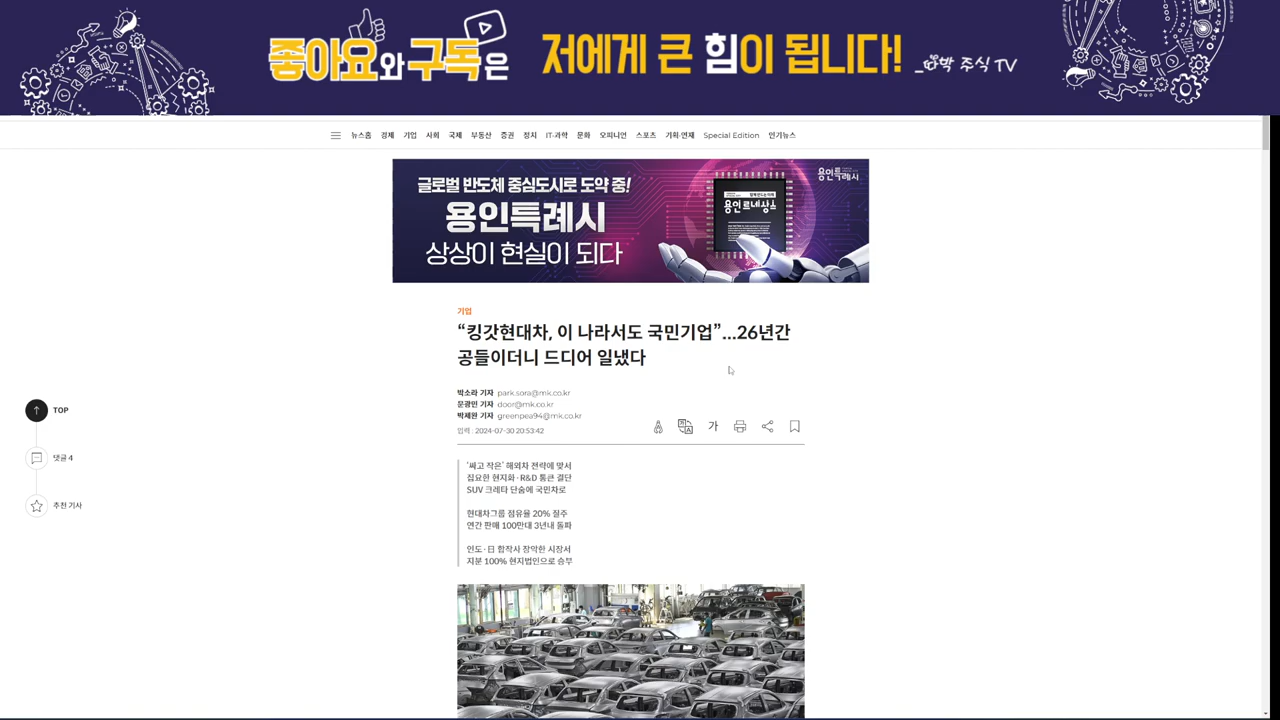 좋아요와구독은 저에게 큰 힘이 됩니다!
박 주식 TV
뉴스홈 경제 기업 사회 국제 부동산 증권 정치 IT·과학 문화 오피니언 스포츠 기획·연재 Special Edition 인기뉴스
글로벌 반도체 중심도시로 도약 중!
용인특례시
상상이 현실이 되다
용인르네상스
용인특례시
기업
“킹갓현대차, 이 나라서도 국민기업”...26년간
공들이더니 드디어 일냈다
박소라 기자 park.sora@mk.co.kr
문광민 기자 door@mk.co.kr
박제완 기자 greenpea94@mk.co.kr
입력 : 2024-07-30 20:53:42
가
TOP
댓글 4
추천 기사
‘싸고 작은’ 해외차 전략에 맞서
집요한 현지화·R&D 통큰 결단
SUV 크레타 단숨에 국민차로
현대차그룹 점유율 20% 질주
연간 판매 100만대 3년내 돌파
인도·日 합작사 장악한 시장서
지분 100% 현지법인으로 승부